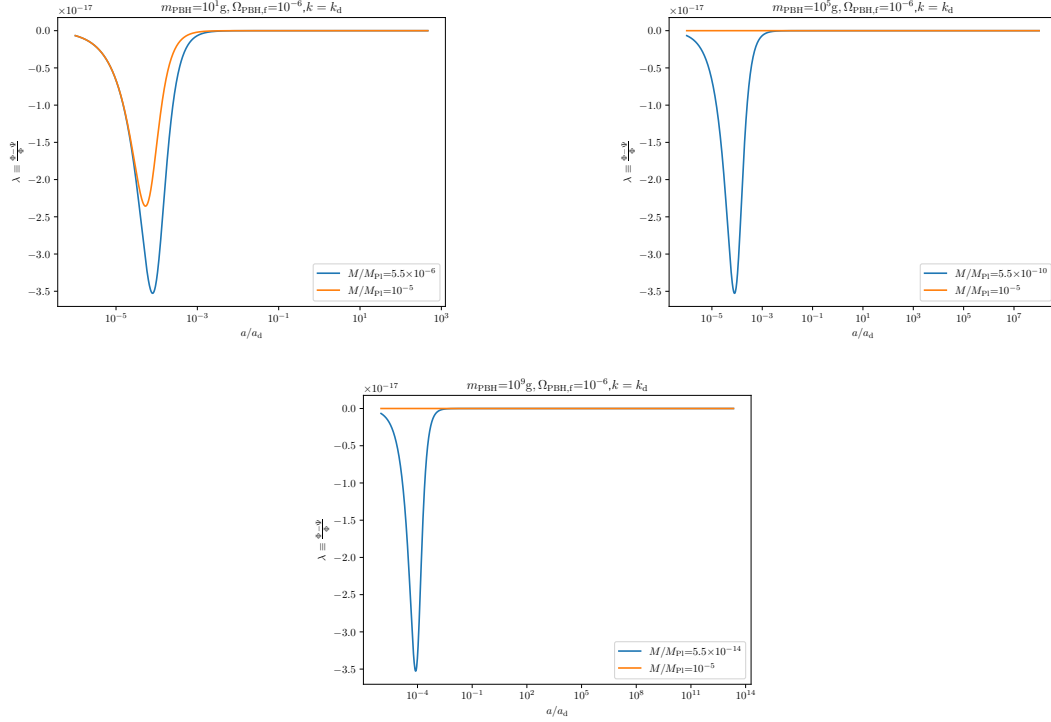 ×10⁻¹⁷
m_PBH=10¹g, Ω_PBH,f=10⁻⁶, k = k_d
0.0
−0.5
−1.0
−1.5
−2.0
−2.5
−3.0
−3.5
λ ≡ (Φ−Ψ)/Φ
M/M_Pl=5.5×10⁻⁶
M/M_Pl=10⁻⁵
10⁻⁵ 10⁻³ 10⁻¹ 10¹ 10³
a/a_d
×10⁻¹⁷
m_PBH=10⁵g, Ω_PBH,f=10⁻⁶, k = k_d
0.0
−0.5
−1.0
−1.5
−2.0
−2.5
−3.0
−3.5
λ ≡ (Φ−Ψ)/Φ
M/M_Pl=5.5×10⁻¹⁰
M/M_Pl=10⁻⁵
10⁻⁵ 10⁻³ 10⁻¹ 10¹ 10³ 10⁵ 10⁷
a/a_d
×10⁻¹⁷
m_PBH=10⁹g, Ω_PBH,f=10⁻⁶, k = k_d
0.0
−0.5
−1.0
−1.5
−2.0
−2.5
−3.0
−3.5
λ ≡ (Φ−Ψ)/Φ
M/M_Pl=5.5×10⁻¹⁴
M/M_Pl=10⁻⁵
10⁻⁴ 10⁻¹ 10² 10⁵ 10⁸ 10¹¹ 10¹⁴
a/a_d